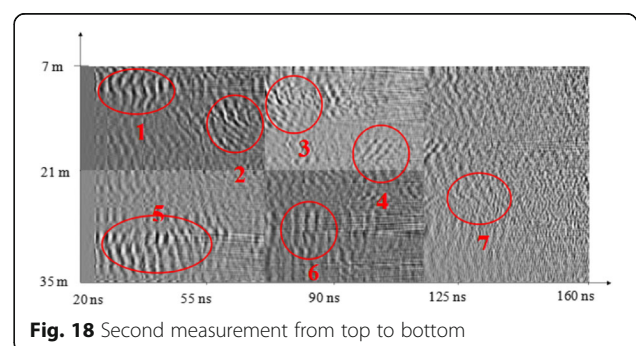 7 m
1
2
3
21 m
4
5
6
7
35 m
20 ns 55 ns 90 ns 125 ns 160 ns
Fig. 18 Second measurement from top to bottom